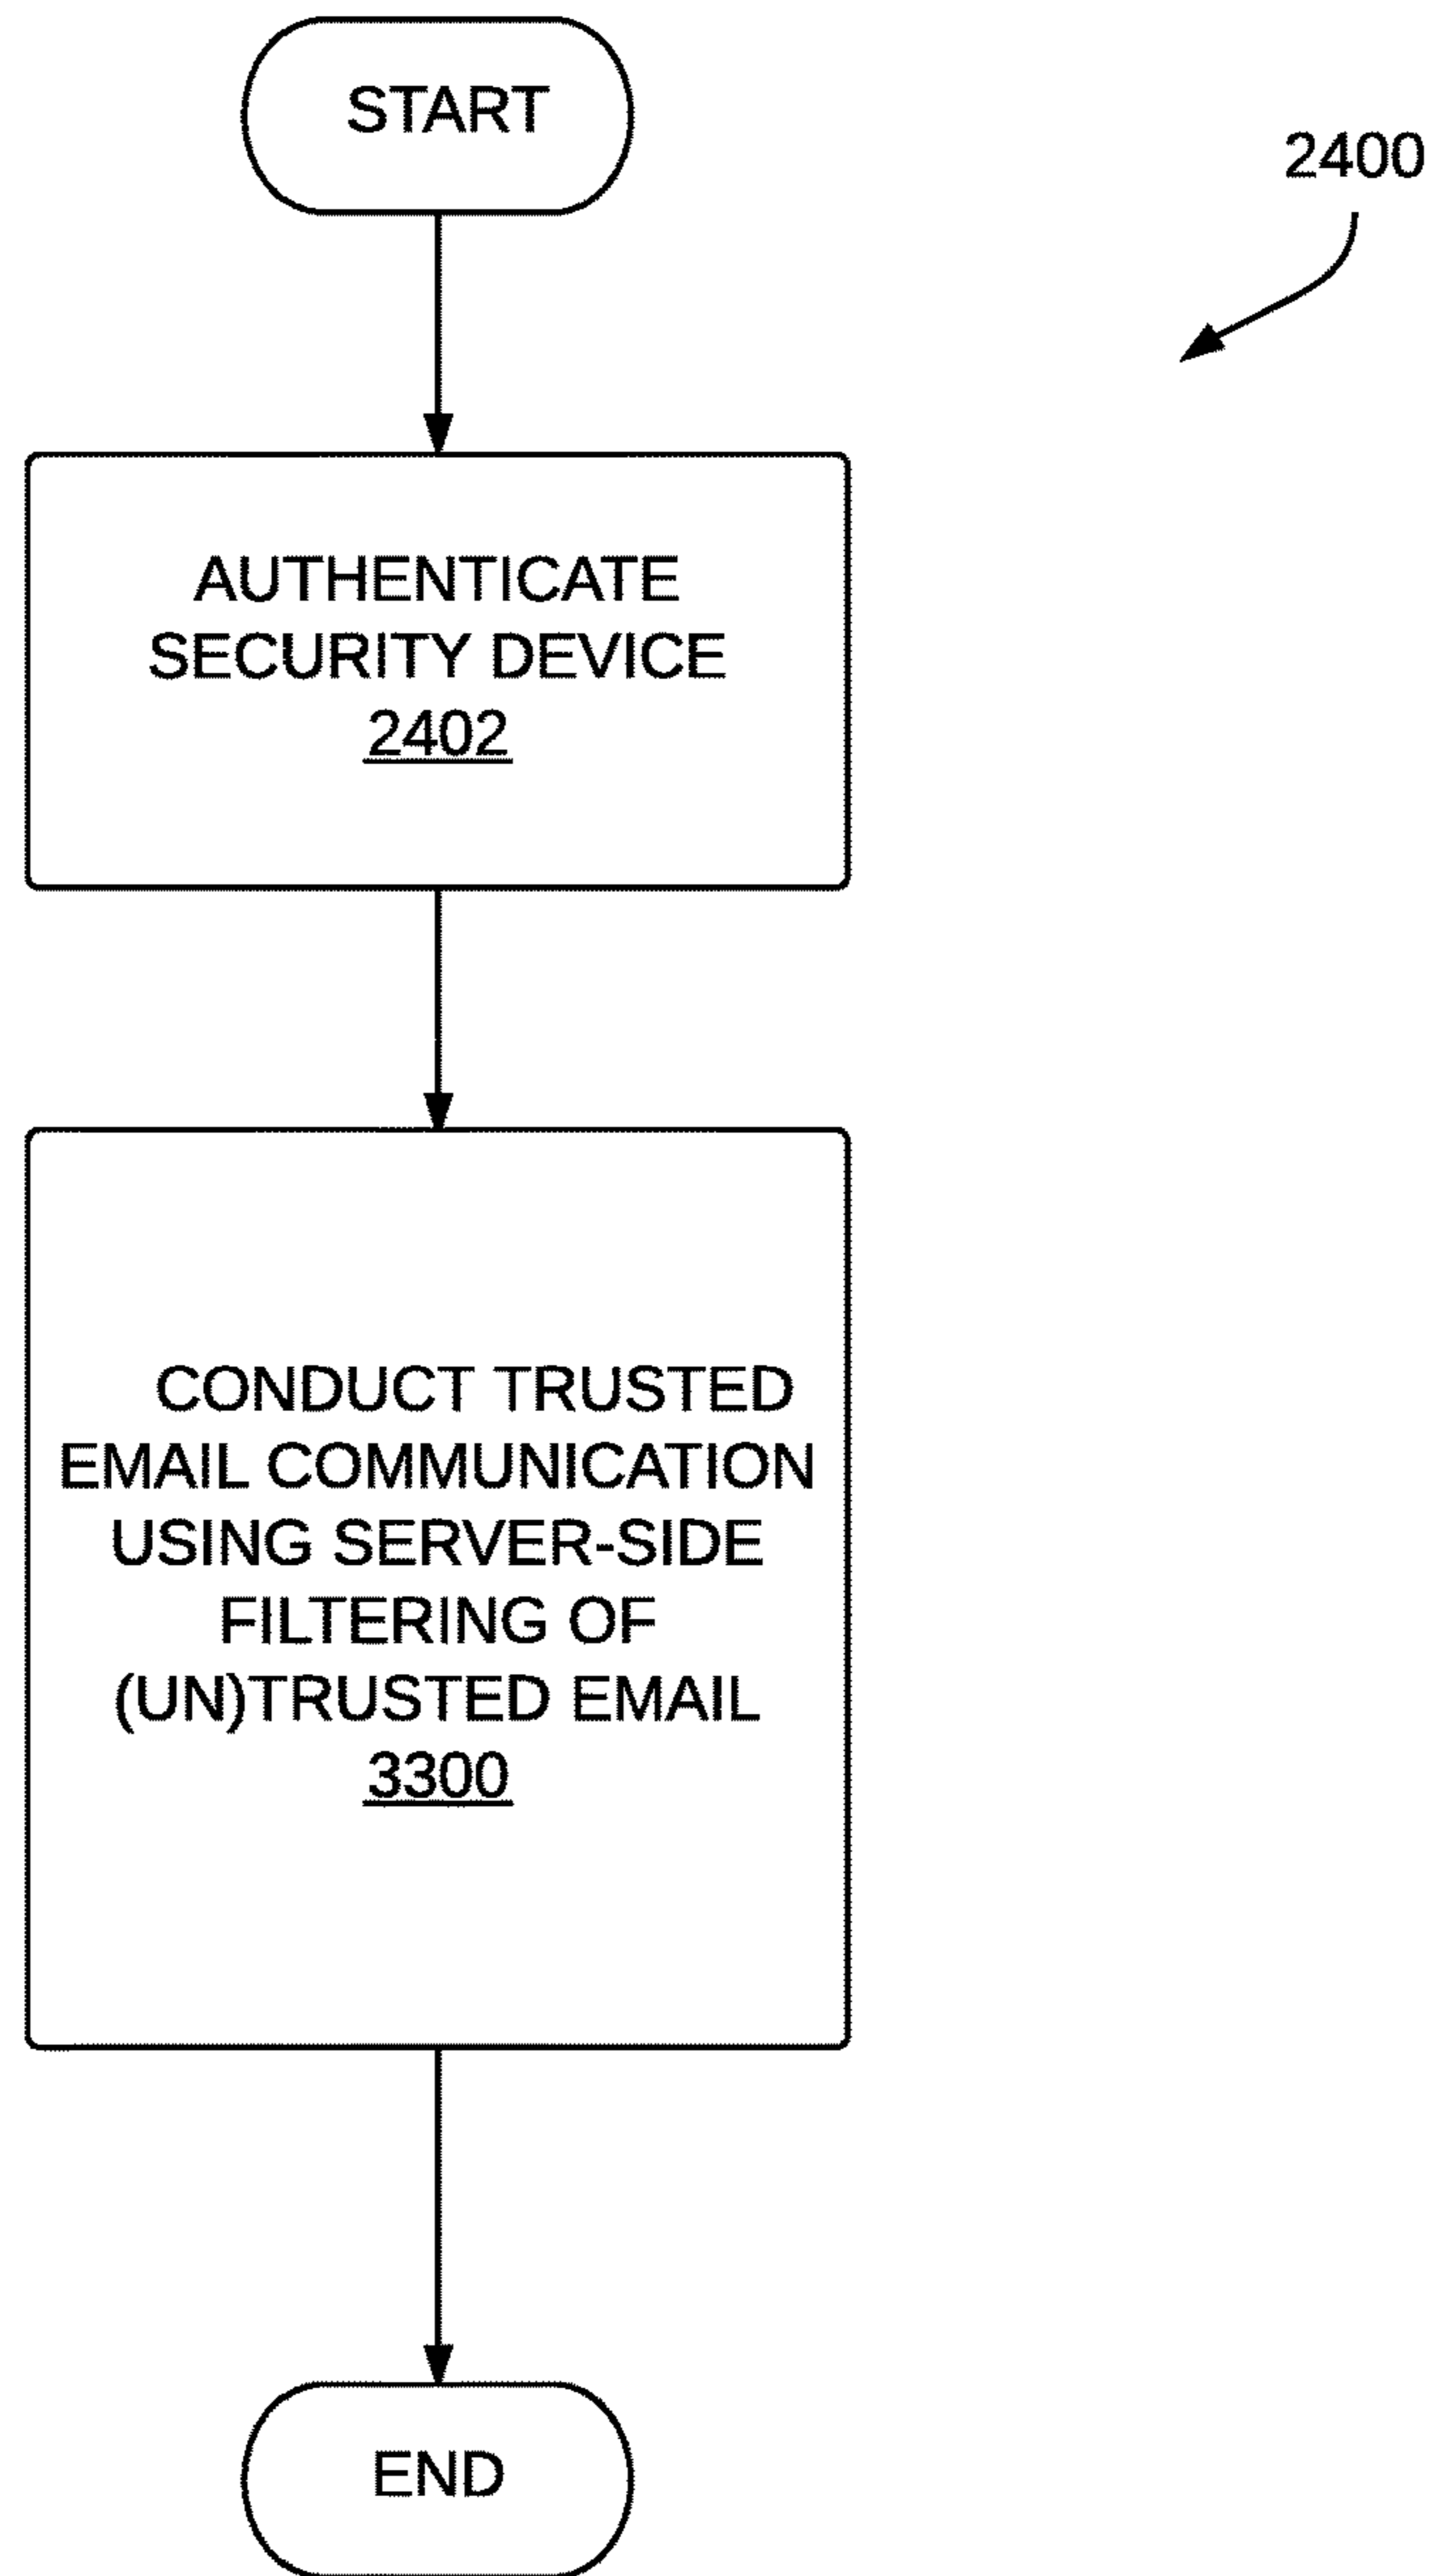 START
2400
AUTHENTICATE
SECURITY DEVICE
2402
CONDUCT TRUSTED
EMAIL COMMUNICATION
USING SERVER-SIDE
FILTERING OF
(UN)TRUSTED EMAIL
3300
END